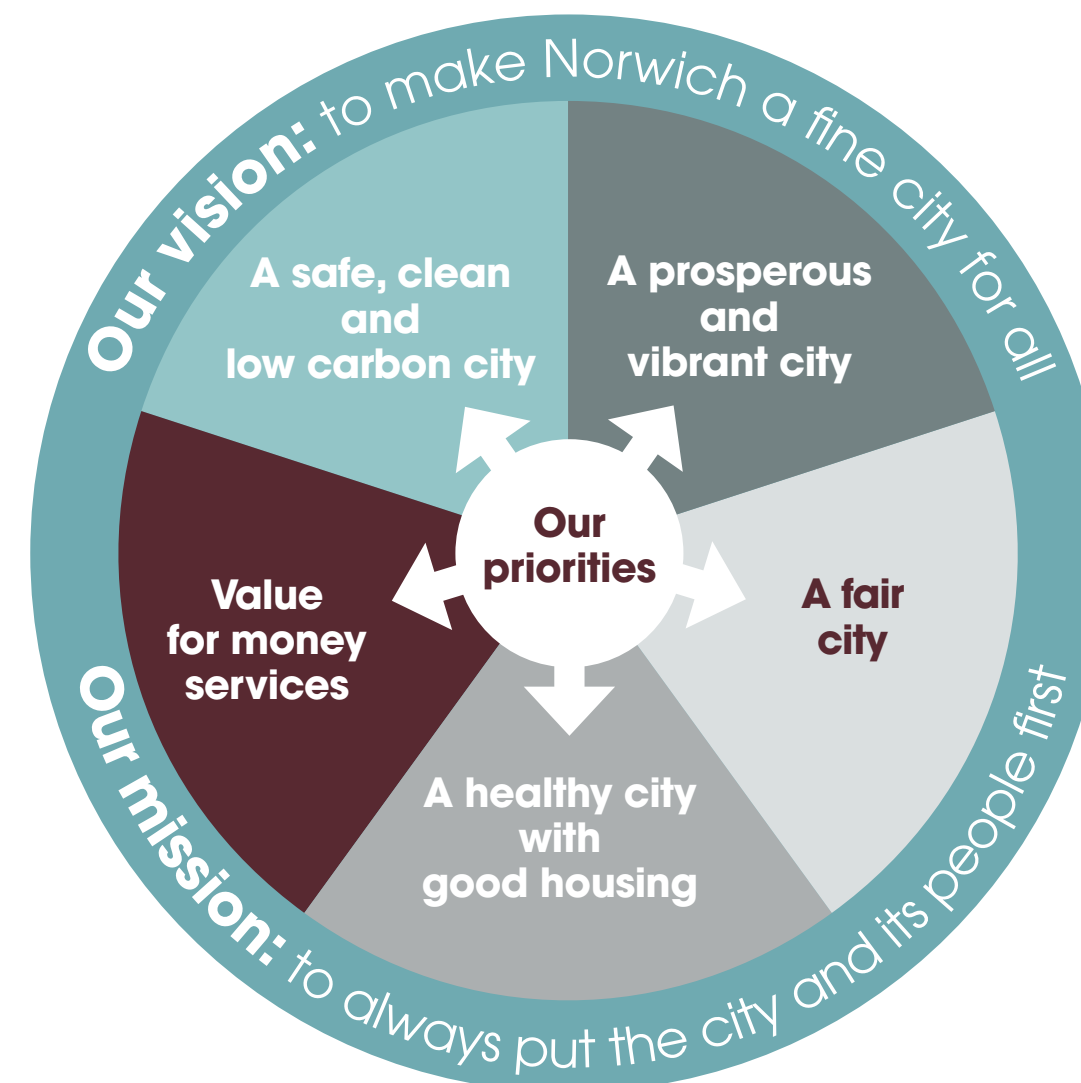 Our vision: to make Norwich a fine city for all
A safe, clean
and
low carbon city
A prosperous
and
vibrant city
Our
priorities
Value
for money
services
A fair
city
A healthy city
with
good housing
Our mission: to always put the city and its people first